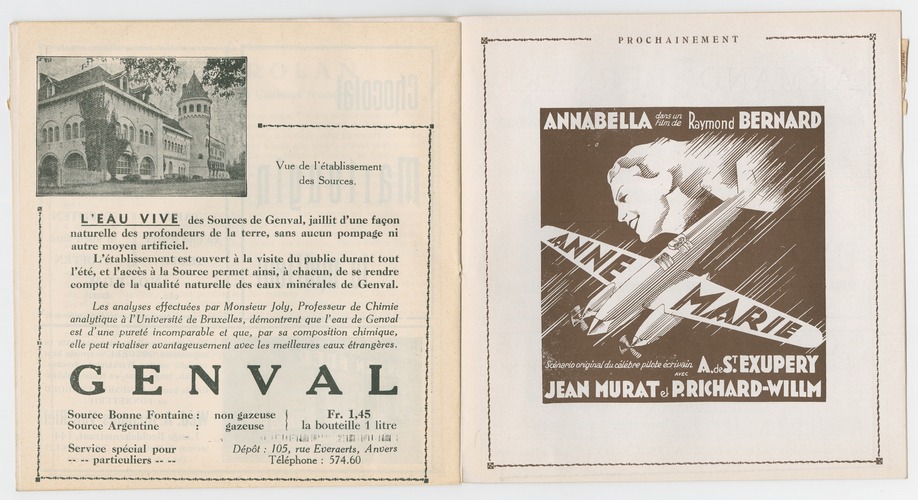 Vue de l'établissement
des Sources.
L'EAU VIVE des Sources de Genval, jaillit d'une façon
naturelle des profondeurs de la terre, sans aucun pompage ni
autre moyen artificiel.
L'établissement est ouvert à la visite du public durant tout
l'été, et l'accès à la Source permet ainsi, à chacun, de se rendre
compte de la qualité naturelle des eaux minérales de Genval.
Les analyses effectuées par Monsieur Joly, Professeur de Chimie
analytique à l'Université de Bruxelles, démontrent que l'eau de Genval
est d'une pureté incomparable et que, par sa composition chimique,
elle peut rivaliser avantageusement avec les meilleures eaux étrangères.
GENVAL
Source Bonne Fontaine : non gazeuse Fr. 1,45
Source Argentine : gazeuse la bouteille 1 litre
Service spécial pour Dépôt : 105, rue Everaerts, Anvers
-- -- particuliers -- -- Téléphone : 574.60
PROCHAINEMENT
ANNABELLA dans un film de Raymond BERNARD
ANNE
MARIE
Scénario original du célèbre pilote écrivain A. de ST EXUPERY
AVEC
JEAN MURAT et P. RICHARD-WILLM